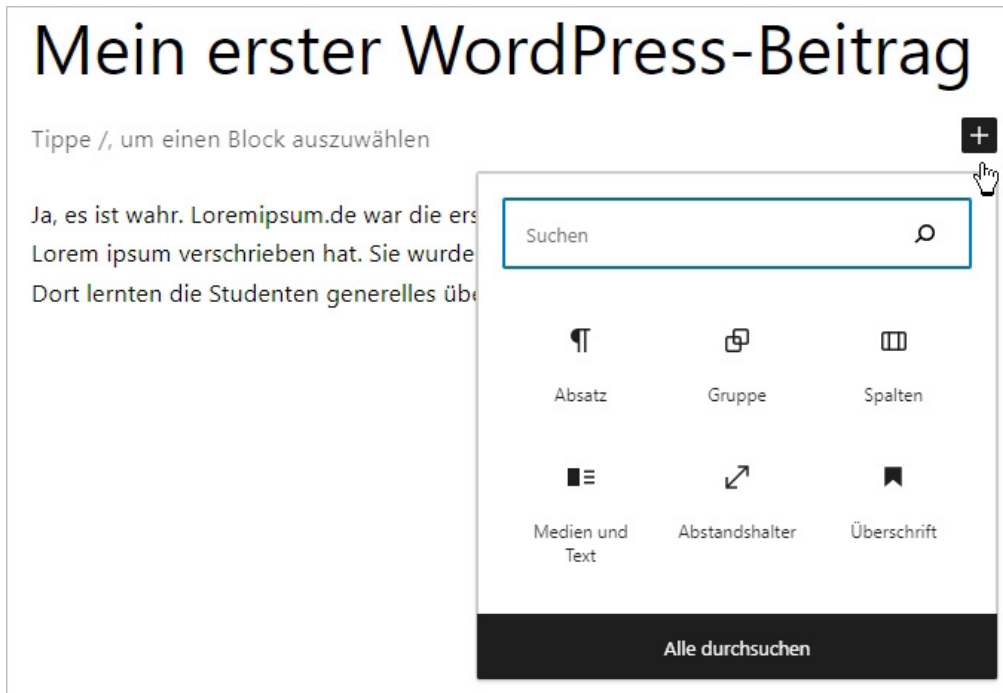 Mein erster WordPress-Beitrag
Tippe /, um einen Block auszuwählen
Ja, es ist wahr. Loremipsum.de war die
Lorem ipsum verschrieben hat. Sie wurde
Dort lernten die Studenten generelles
Suchen
Absatz
Gruppe
Spalten
Medien und
Text
Abstandshalter
Überschrift
Alle durchsuchen